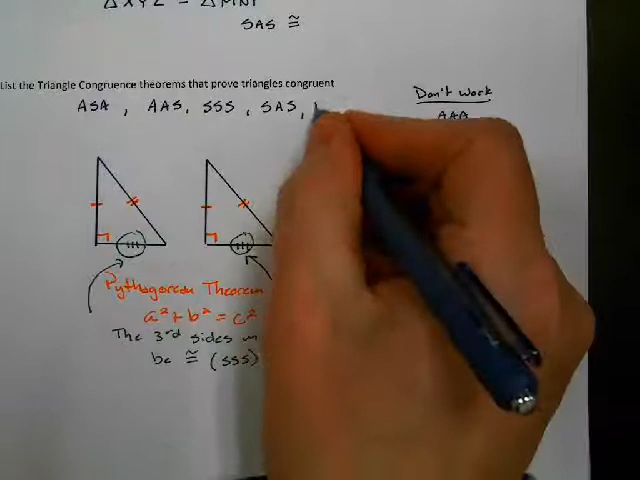 SAS ≅
List the Triangle Congruence theorems that prove triangles congruent
ASA, AAS, SSS, SAS,
Don't Work
AAA
Pythagorean Theorem
a² + b² = c²
The 3rd sides
be ≅ (SSS)